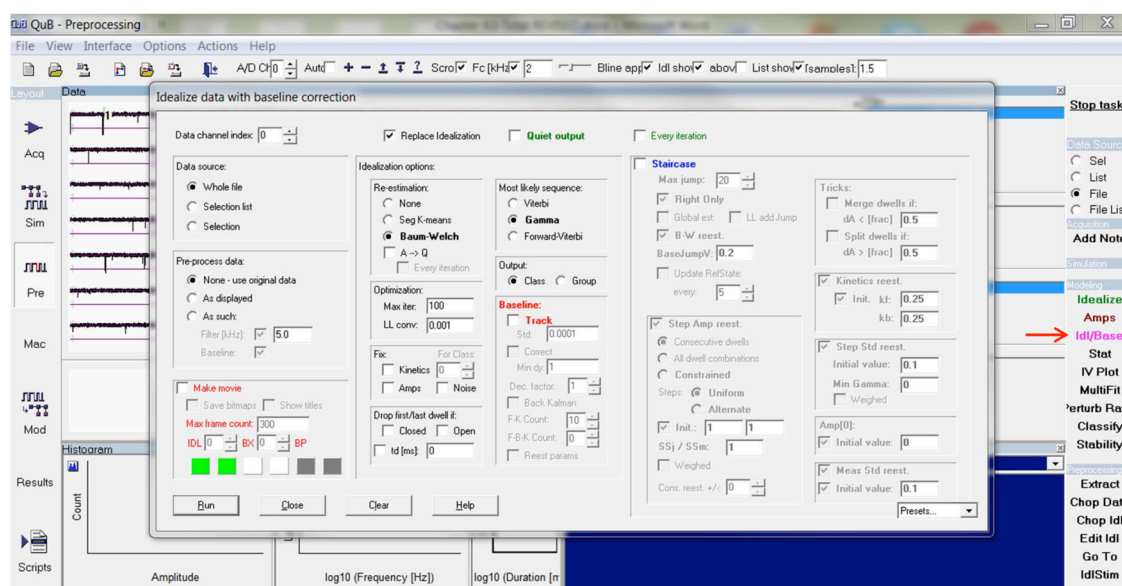 QuB - Preprocessing
File View Interface Options Actions Help
A/D Ch 0 Auto Scrol Fc [kHz 2 Bline app Idl show abov List show [samples]: 1.5
Layout
Data
Acq
Sim
Pre
Mac
Mod
Results
Scripts
Idealize data with baseline correction
Data channel index: 0
Replace Idealization
Quiet output
Every iteration
Data source:
Whole file
Selection list
Selection
Pre-process data:
None - use original data
As displayed
As such:
Filter [kHz]: 5.0
Baseline:
Make movie
Save bitmaps Show titles
Max frame count: 300
IDL 0 BX 0 BP
Idealization options:
Re-estimation:
None
Seg K-means
Baum-Welch
A --> Q
Every iteration
Optimization:
Max iter: 100
LL conv: 0.001
Fix: For Class:
Kinetics 0
Amps Noise
Drop first/last dwell if:
Closed Open
td [ms]: 0
Most likely sequence:
Viterbi
Gamma
Forward-Viterbi
Output:
Class Group
Baseline:
Track
Std: 0.0001
Correct
Min dy: 1
Dec. factor: 1
Back Kalman
F-K Count: 10
F-B-K Count: 0
Reest params
Staircase
Max jump: 20
Right Only
Global est: LL add Jump
B-W reest.
BaseJumpV: 0.2
Update RefState:
every: 5
Step Amp reest.
Consecutive dwells
All dwell combinations
Constrained
Steps: Uniform
Alternate
Init.: 1 1
SSj / SSm: 1
Weighed
Cons. reest. +/-: 0
Tricks:
Merge dwells if:
dA < [frac] 0.5
Split dwells if:
dA > [frac] 0.5
Kinetics reest.
Init. kf: 0.25
kb: 0.25
Step Std reest.
Initial value: 0.1
Min Gamma: 0
Weighed
Amp[0]:
Initial value: 0
Meas Std reest.
Initial value: 0.1
Presets...
Run Close Clear Help
Stop task
Data Sourc
Sel
List
File
File Lis
Acquisition
Add Note
Simulation
Modeling
Idealize
Amps
Idl/Base
Stat
IV Plot
MultiFit
Perturb Ra
Classify
Stability
Preprocessing
Extract
Chop Dat
Chop Idl
Edit Idl
Go To
IdlStim
Histogram
Count
Amplitude
log10 (Frequency [Hz])
log10 (Duration [m